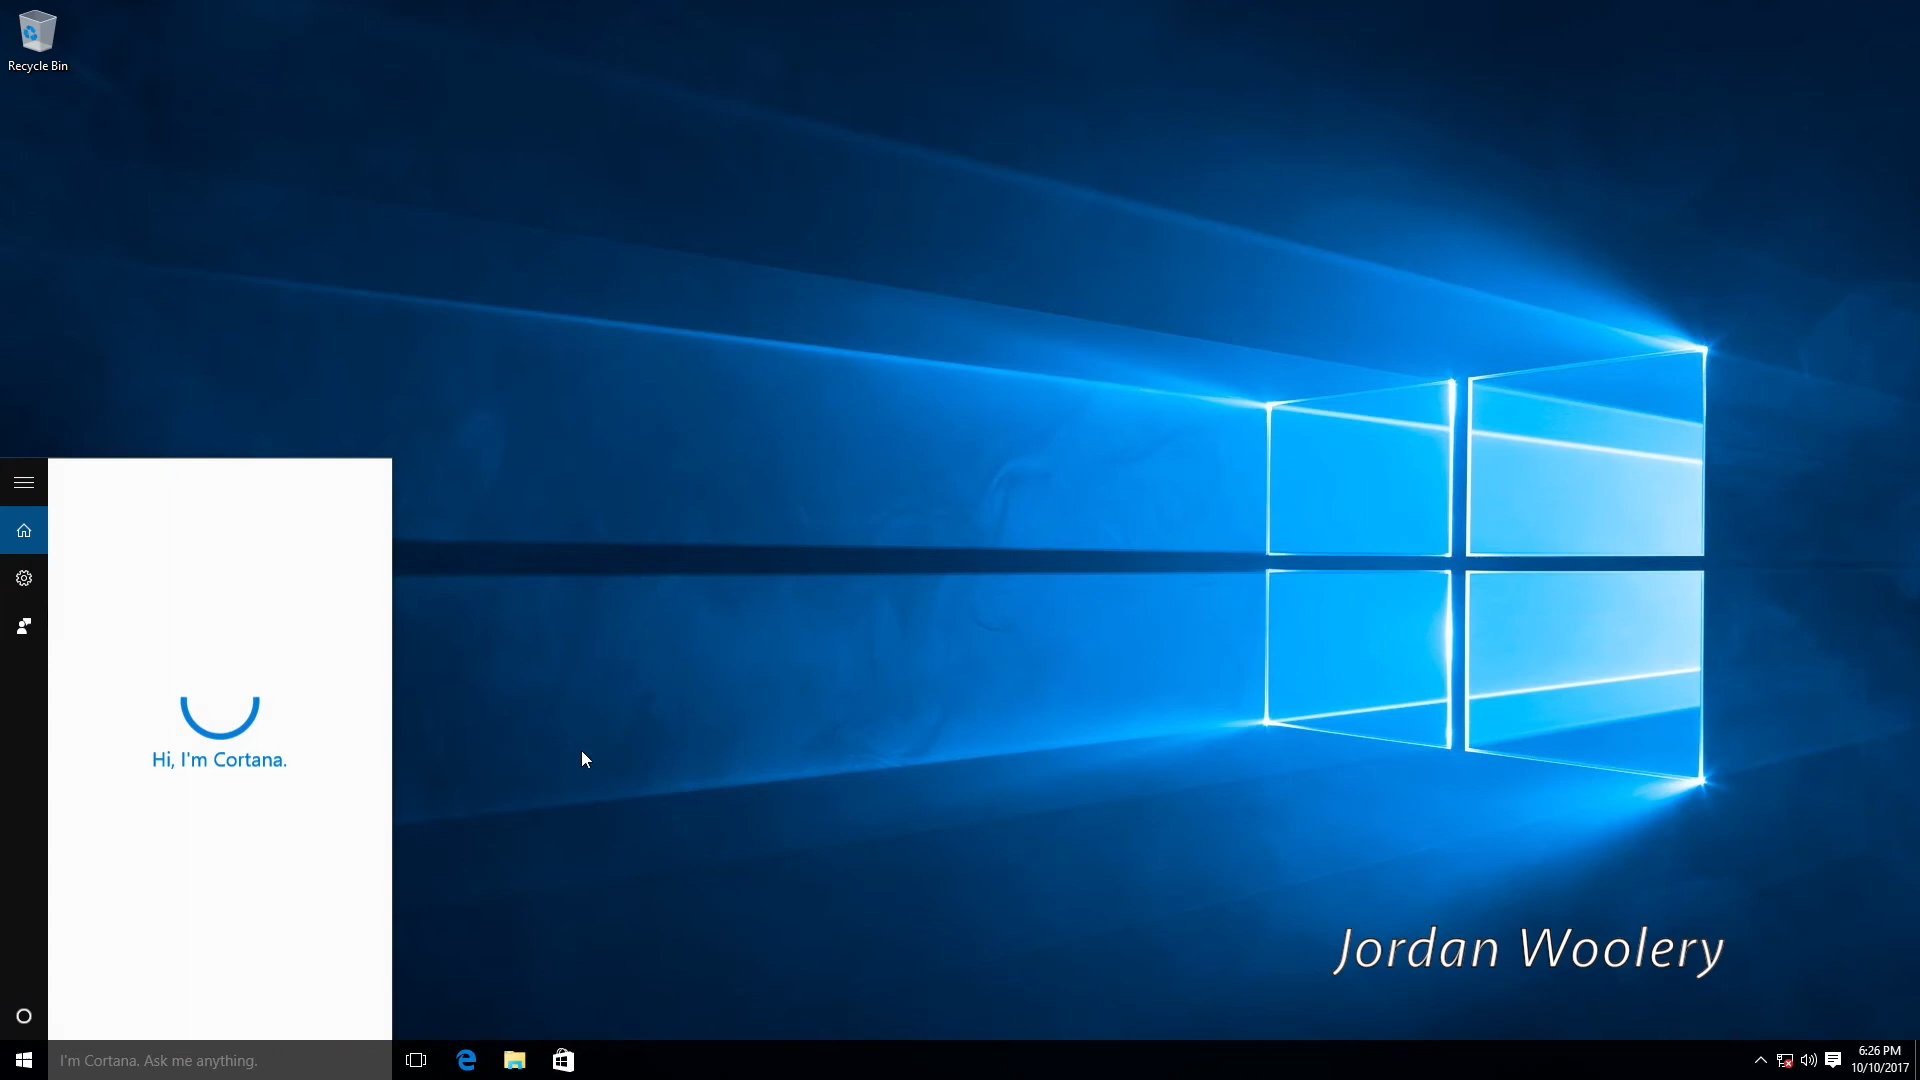 Recycle Bin
Hi, I'm Cortana.
Jordan Woolery
I'm Cortana. Ask me anything.
6:26 PM
10/10/2017